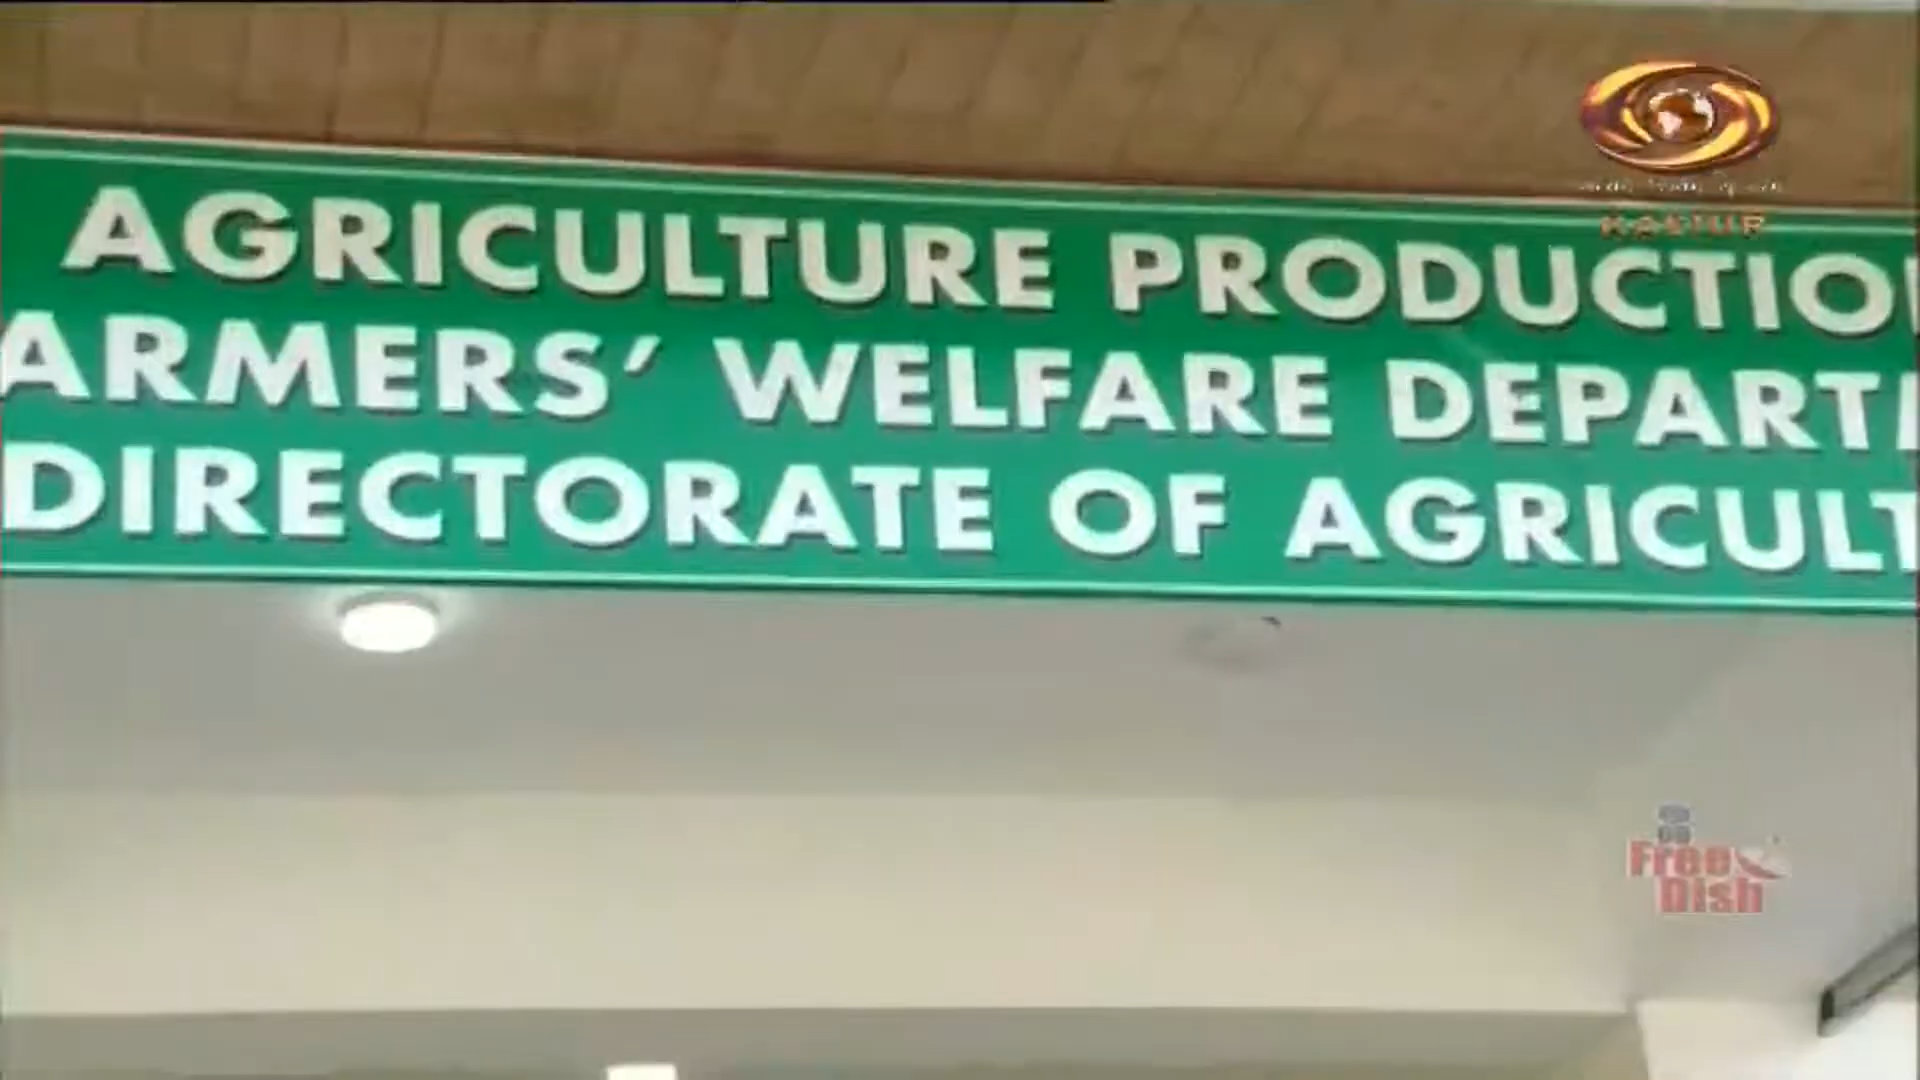 AGRICULTURE PRODUCTIO
ARMERS’ WELFARE DEPART
DIRECTORATE OF AGRICULT
Free
Dish